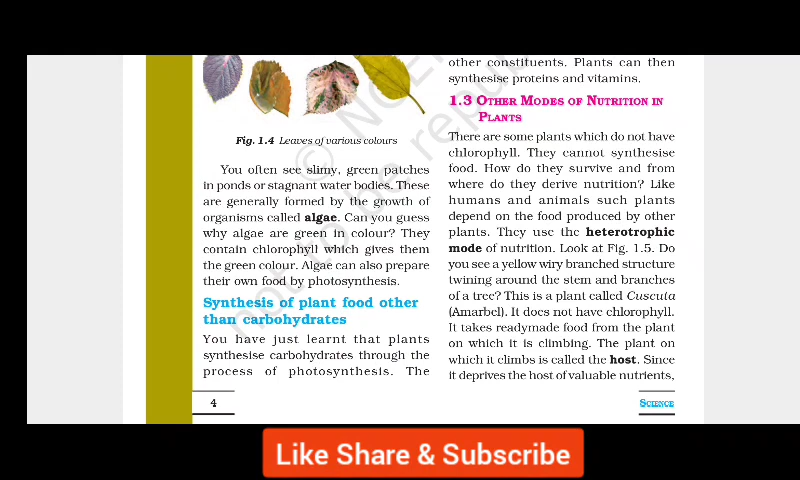 Fig. 1.4 Leaves of various colours
You often see slimy, green patches
in ponds or stagnant water bodies. These
are generally formed by the growth of
organisms called algae. Can you guess
why algae are green in colour? They
contain chlorophyll which gives them
the green colour. Algae can also prepare
their own food by photosynthesis.
Synthesis of plant food other
than carbohydrates
You have just learnt that plants
synthesise carbohydrates through the
process of photosynthesis. The
other constituents. Plants can then
synthesise proteins and vitamins.
1.3 OTHER MODES OF NUTRITION IN
PLANTS
There are some plants which do not have
chlorophyll. They cannot synthesise
food. How do they survive and from
where do they derive nutrition? Like
humans and animals such plants
depend on the food produced by other
plants. They use the heterotrophic
mode of nutrition. Look at Fig. 1.5. Do
you see a yellow wiry branched structure
twining around the stem and branches
of a tree? This is a plant called Cuscuta
(Amarbel). It does not have chlorophyll.
It takes readymade food from the plant
on which it is climbing. The plant on
which it climbs is called the host. Since
it deprives the host of valuable nutrients,
4
SCIENCE
not to be repu
Like Share & Subscribe